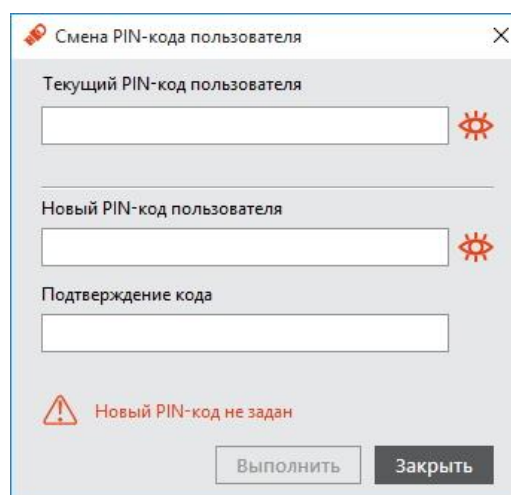 Смена PIN-кода пользователя
Текущий PIN-код пользователя
Новый PIN-код пользователя
Подтверждение кода
Новый PIN-код не задан
Выполнить Закрыть